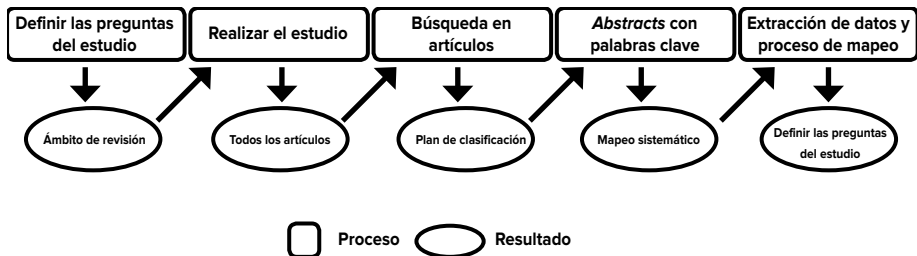 Definir las preguntas
del estudio
Realizar el estudio
Búsqueda en
artículos
Abstracts con
palabras clave
Extracción de datos y
proceso de mapeo
Ámbito de revisión
Todos los artículos
Plan de clasificación
Mapeo sistemático
Definir las preguntas
del estudio
Proceso
Resultado